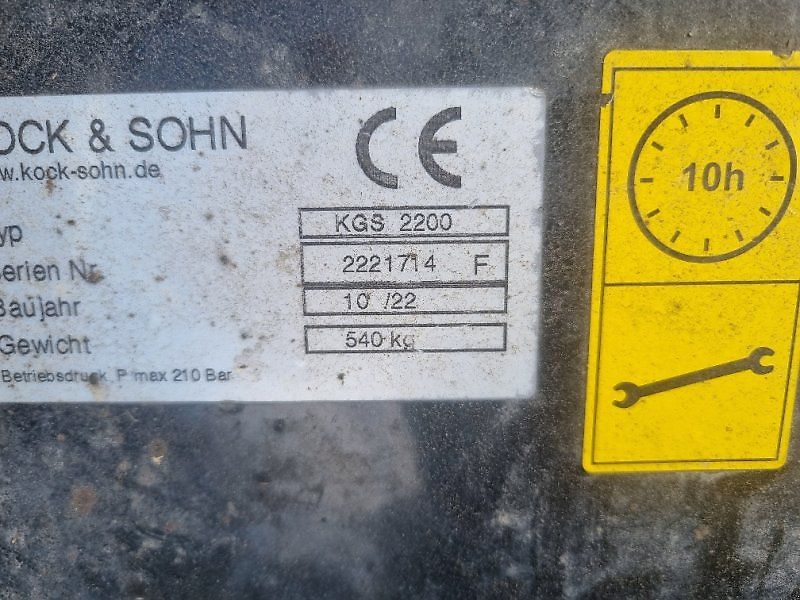 OCK & SOHN
w.kock-sohn.de
CE
yp KGS 2200
Serien Nr 2221714 F
Baujahr 10 /22
Gewicht 540 kg
Betriebsdruck P max 210 Bar
10h